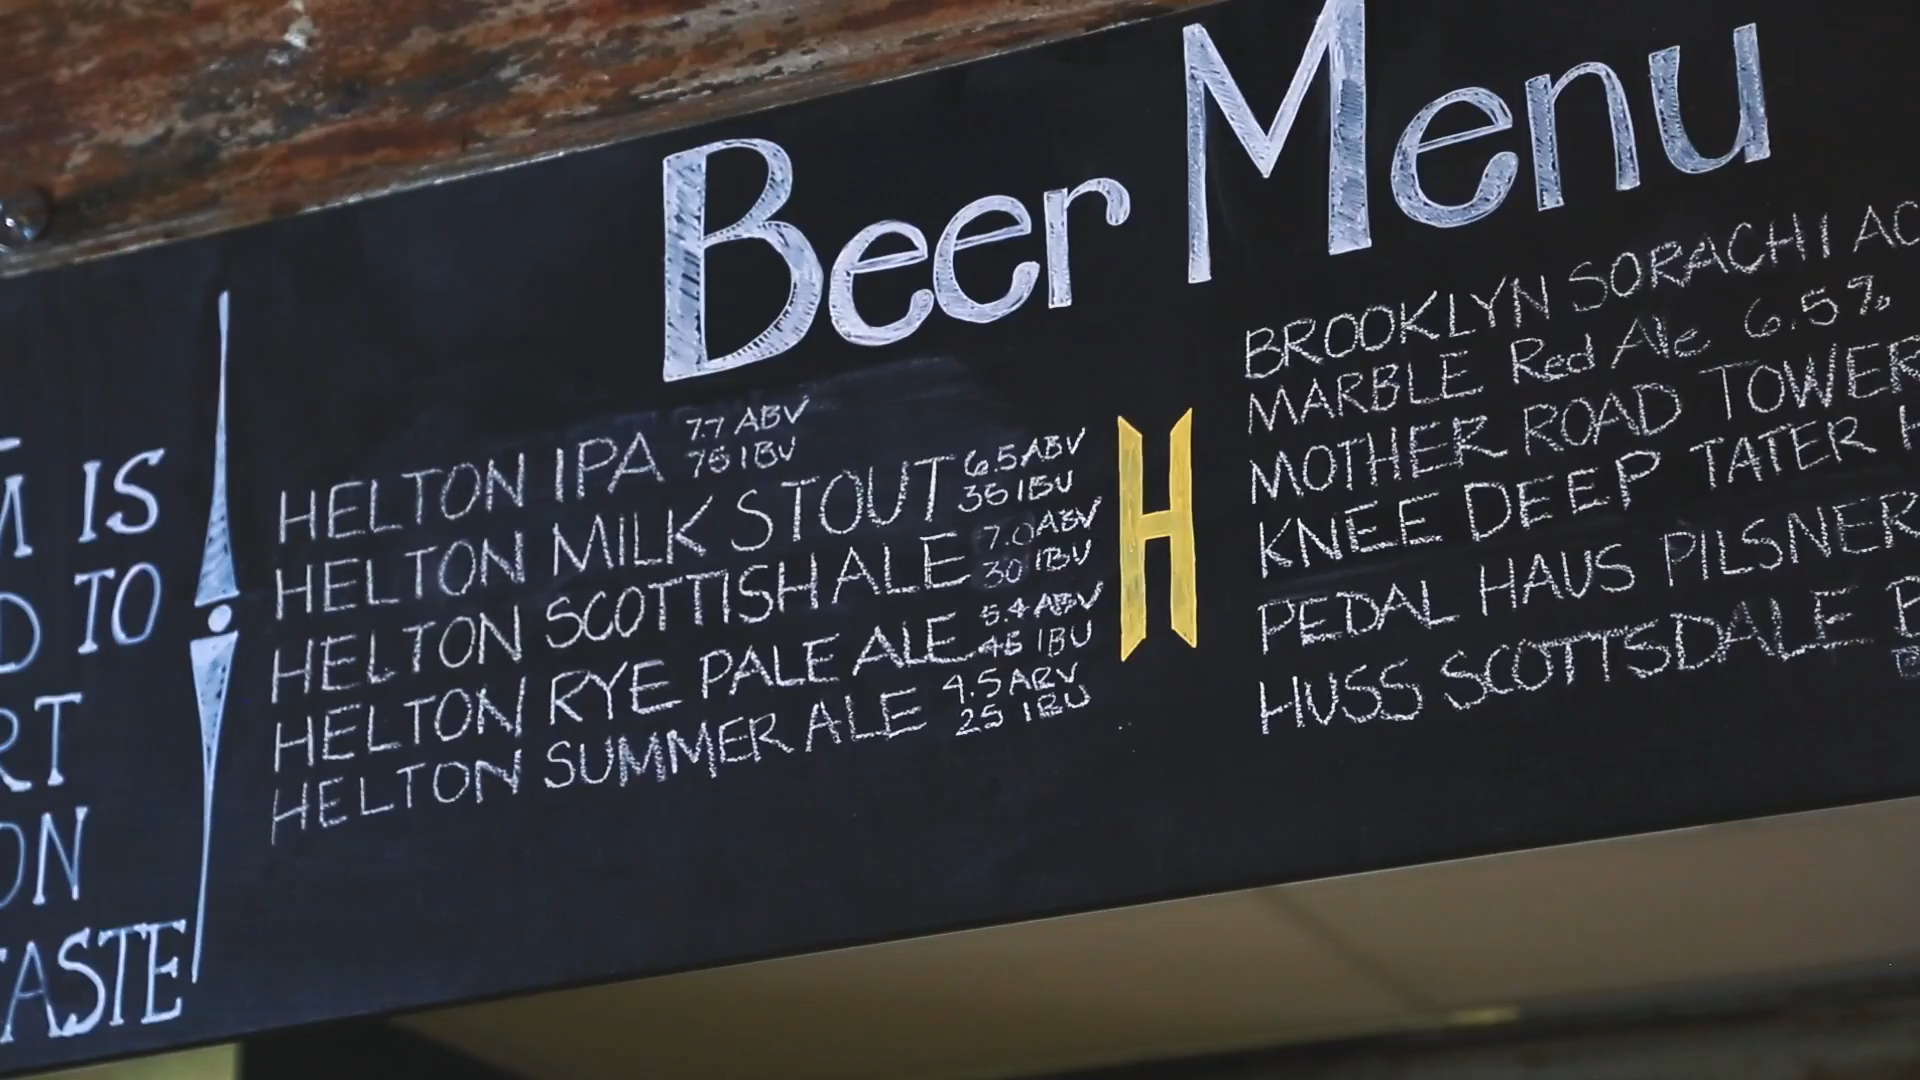 Beer Menu
IS
TO
TASTE
HELTON IPA 7.7 ABV
75 IBU
HELTON MILK STOUT 6.5 ABV
35 IBU
HELTON SCOTTISH ALE 7.0 ABV
30 IBU
HELTON RYE PALE ALE 5.4 ABV
45 IBU
HELTON SUMMER ALE 4.5 ABV
25 IBU
H
BROOKLYN SORACHI AC
MARBLE Red Ale 6.5%
MOTHER ROAD TOWER
KNEE DEEP TATER
PEDAL HAUS PILSNER
HUSS SCOTTSDALE B